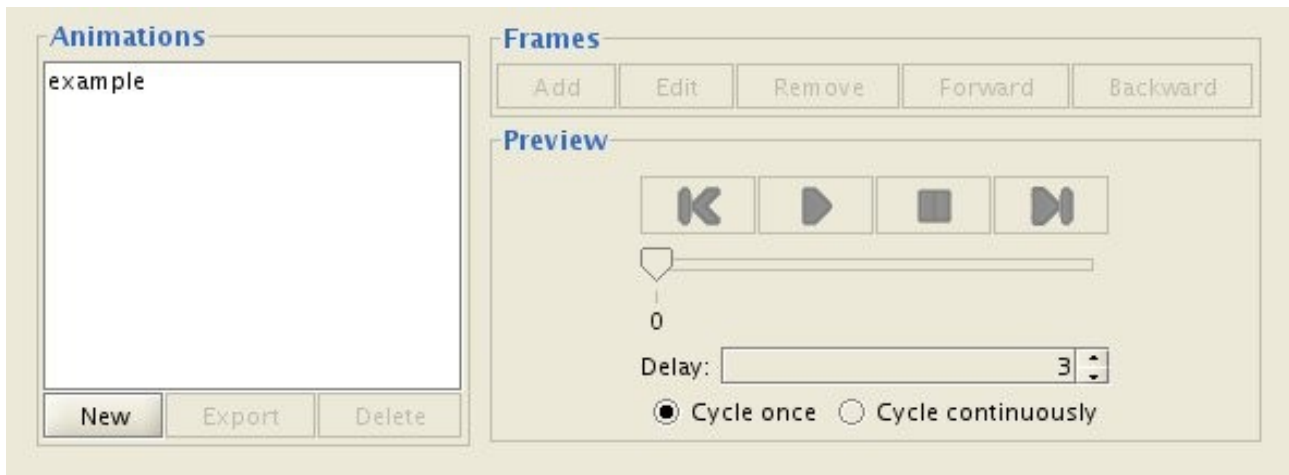 Animations
example
New Export Delete
Frames
Add Edit Remove Forward Backward
Preview
0
Delay: 3
Cycle once Cycle continuously